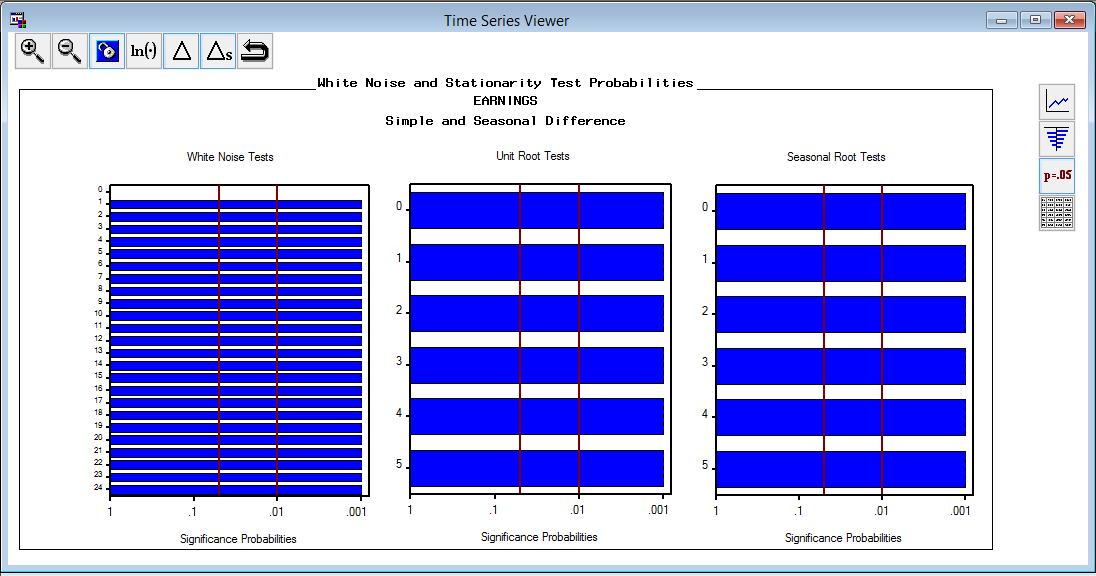 Time Series Viewer
ln(·)
Δ
Δs
White Noise and Stationarity Test Probabilities
EARNINGS
Simple and Seasonal Difference
p=.05
White Noise Tests
0
1
2
3
4
5
6
7
8
9
10
11
12
13
14
15
16
17
18
19
20
21
22
23
24
1 .1 .01 .001
Significance Probabilities
Unit Root Tests
0
1
2
3
4
5
1 .1 .01 .001
Significance Probabilities
Seasonal Root Tests
0
1
2
3
4
5
1 .1 .01 .001
Significance Probabilities